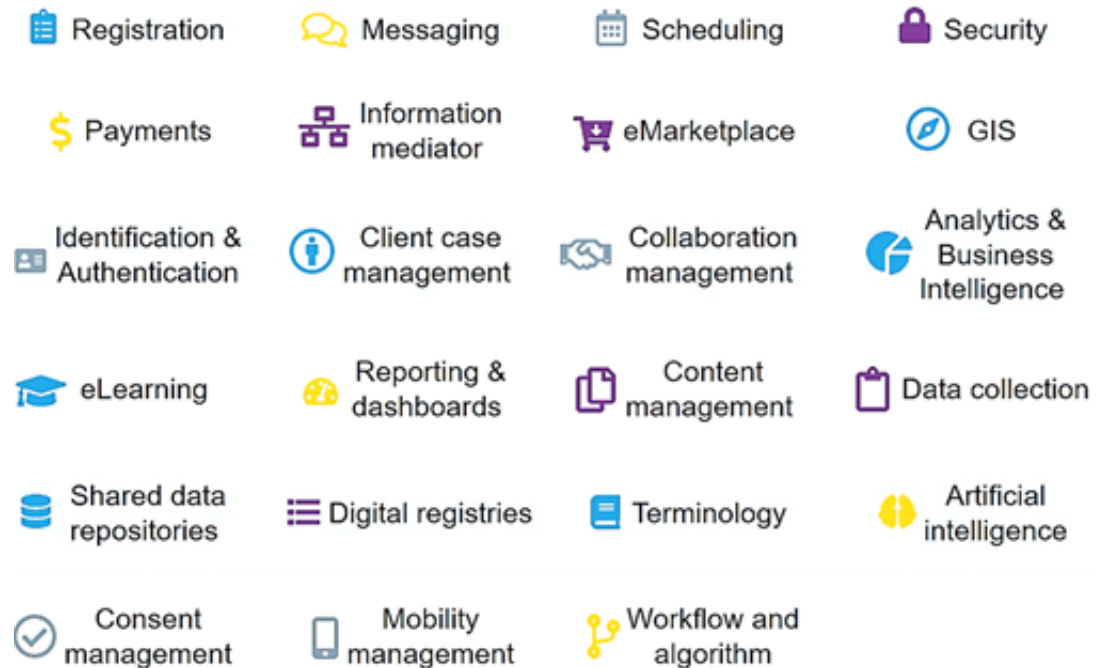 Registration
Messaging
Scheduling
Security
Payments
Information
mediator
eMarketplace
GIS
Identification &
Authentication
Client case
management
Collaboration
management
Analytics &
Business
Intelligence
eLearning
Reporting &
dashboards
Content
management
Data collection
Shared data
repositories
Digital registries
Terminology
Artificial
intelligence
Consent
management
Mobility
management
Workflow and
algorithm